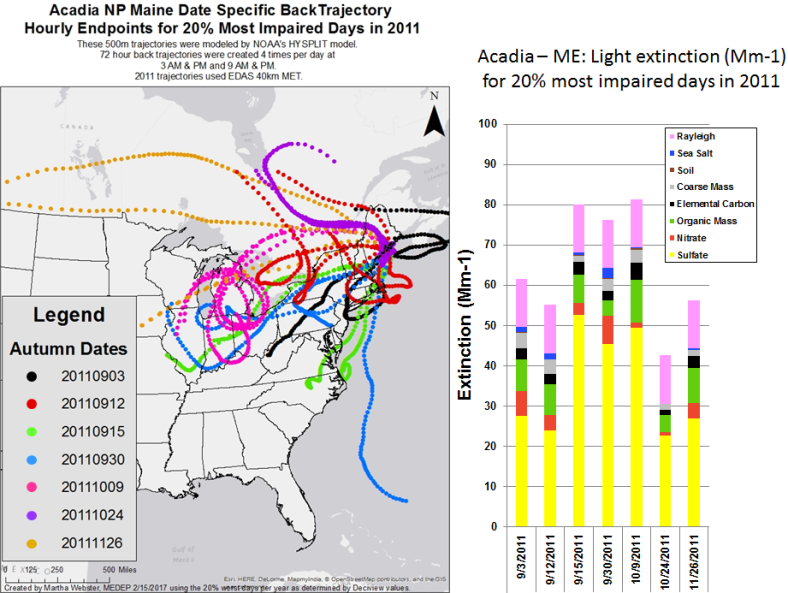 Acadia NP Maine Date Specific BackTrajectory
Hourly Endpoints for 20% Most Impaired Days in 2011
These 500m trajectories were modeled by NOAA's HYSPLIT model.
72 hour back trajectories were created 4 times per day at
3 AM & PM and 9 AM & PM.
2011 trajectories used EDAS 40km MET.
N
CANADA
Legend
Autumn Dates
20110903
20110912
20110915
20110930
20111009
20111024
20111126
Gulf of
Mexico
0 125 250 500 Miles
Esri, HERE, DeLorme, MapmyIndia, © OpenStreetMap contributors, and the GIS
Created by Martha Webster, MEDEP 2/15/2017 using the 20% worst days per year as determined by Deciview values.
Acadia – ME: Light extinction (Mm-1)
for 20% most impaired days in 2011
Extinction (Mm-1)
100
90
80
70
60
50
40
30
20
10
0
Rayleigh
Sea Salt
Soil
Coarse Mass
Elemental Carbon
Organic Mass
Nitrate
Sulfate
9/3/2011
9/12/2011
9/15/2011
9/30/2011
10/9/2011
10/24/2011
11/26/2011